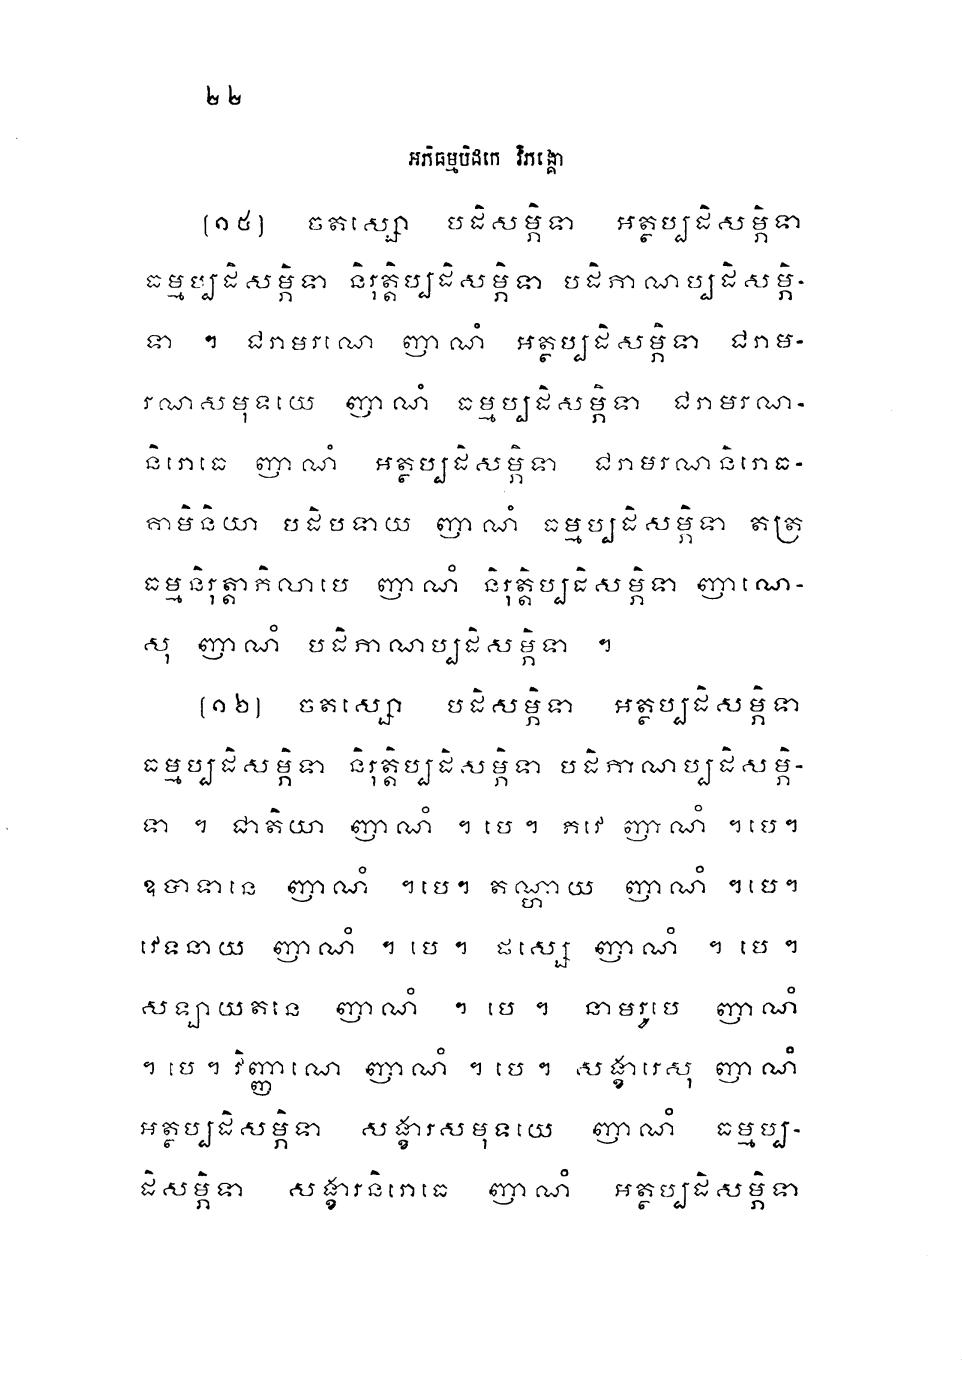 ២២
អភិធម្មបិដកេ វិភង្គោ
(១៥) ចតស្សោ បដិសម្ភិទា អត្ថប្បដិសម្ភិទា
ធម្មប្បដិសម្ភិទា និរុត្តិប្បដិសម្ភិទា បដិភាណប្បដិសម្ភិ-
ទា ។ ជរាមរណេ ញាណំ អត្ថប្បដិសម្ភិទា ជរាម-
រណសមុទយេ ញាណំ ធម្មប្បដិសម្ភិទា ជរាមរណ-
និរោធេ ញាណំ អត្ថប្បដិសម្ភិទា ជរាមរណនិរោធ-
គាមិនិយា បដិបទាយ ញាណំ ធម្មប្បដិសម្ភិទា តត្រ
ធម្មនិរុត្តាភិលាបេ ញាណំ និរុត្តិប្បដិសម្ភិទា ញាណេ-
សុ ញាណំ បដិភាណប្បដិសម្ភិទា ។
(១៦) ចតស្សោ បដិសម្ភិទា អត្ថប្បដិសម្ភិទា
ធម្មប្បដិសម្ភិទា និរុត្តិប្បដិសម្ភិទា បដិភាណប្បដិសម្ភិ-
ទា ។ ជាតិយា ញាណំ ។ បេ ។ ភវេ ញាណំ ។ បេ ។
ឧបាទានេ ញាណំ ។ បេ ។ តណ្ហាយ ញាណំ ។ បេ ។
វេទនាយ ញាណំ ។ បេ ។ ផស្សេ ញាណំ ។ បេ ។
សឡាយតនេ ញាណំ ។ បេ ។ នាមរូបេ ញាណំ
។ បេ ។ វិញ្ញាណេ ញាណំ ។ បេ ។ សង្ខារេសុ ញាណំ
អត្ថប្បដិសម្ភិទា សង្ខារសមុទយេ ញាណំ ធម្មប្ប-
ដិសម្ភិទា សង្ខារនិរោធេ ញាណំ អត្ថប្បដិសម្ភិទា